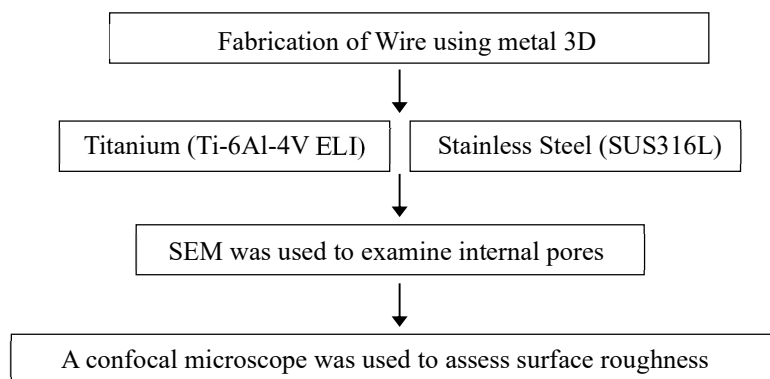 Fabrication of Wire using metal 3D
Titanium (Ti-6Al-4V ELI)
Stainless Steel (SUS316L)
SEM was used to examine internal pores
A confocal microscope was used to assess surface roughness